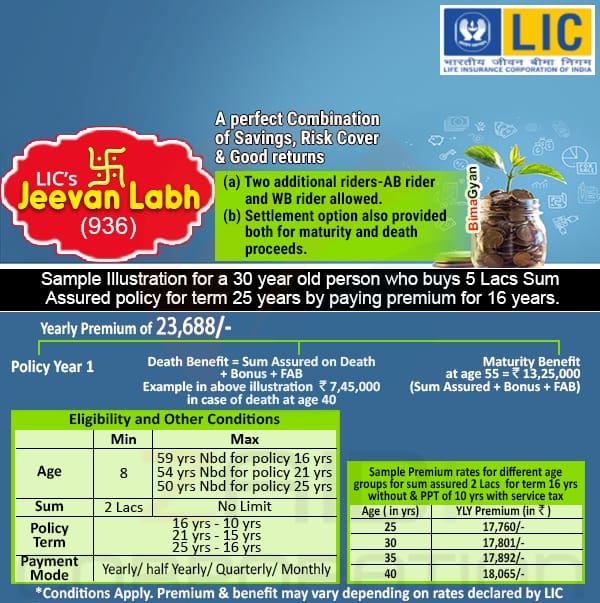 LIC
भारतीय जीवन बीमा निगम
LIFE INSURANCE CORPORATION OF INDIA
A perfect Combination
of Savings, Risk Cover
& Good returns
LIC's
Jeevan Labh
(936)
(a) Two additional riders-AB rider
and WB rider allowed.
(b) Settlement option also provided
both for maturity and death
proceeds.
BimaGyan
Sample Illustration for a 30 year old person who buys 5 Lacs Sum
Assured policy for term 25 years by paying premium for 16 years.
Yearly Premium of 23,688/-
Policy Year 1
Death Benefit = Sum Assured on Death
+ Bonus + FAB
Example in above illustration ₹ 7,45,000
in case of death at age 40
Maturity Benefit
at age 55 = ₹ 13,25,000
(Sum Assured + Bonus + FAB)
Eligibility and Other Conditions
Min Max
Age 8 59 yrs Nbd for policy 16 yrs
54 yrs Nbd for policy 21 yrs
50 yrs Nbd for policy 25 yrs
Sum 2 Lacs No Limit
Policy Term 16 yrs - 10 yrs
21 yrs - 15 yrs
25 yrs - 16 yrs
Payment Mode Yearly/ half Yearly/ Quarterly/ Monthly
Sample Premium rates for different age
groups for sum assured 2 Lacs for term 16 yrs
without & PPT of 10 yrs with service tax
Age ( in yrs) YLY Premium (in ₹ )
25 17,760/-
30 17,801/-
35 17,892/-
40 18,065/-
*Conditions Apply. Premium & benefit may vary depending on rates declared by LIC